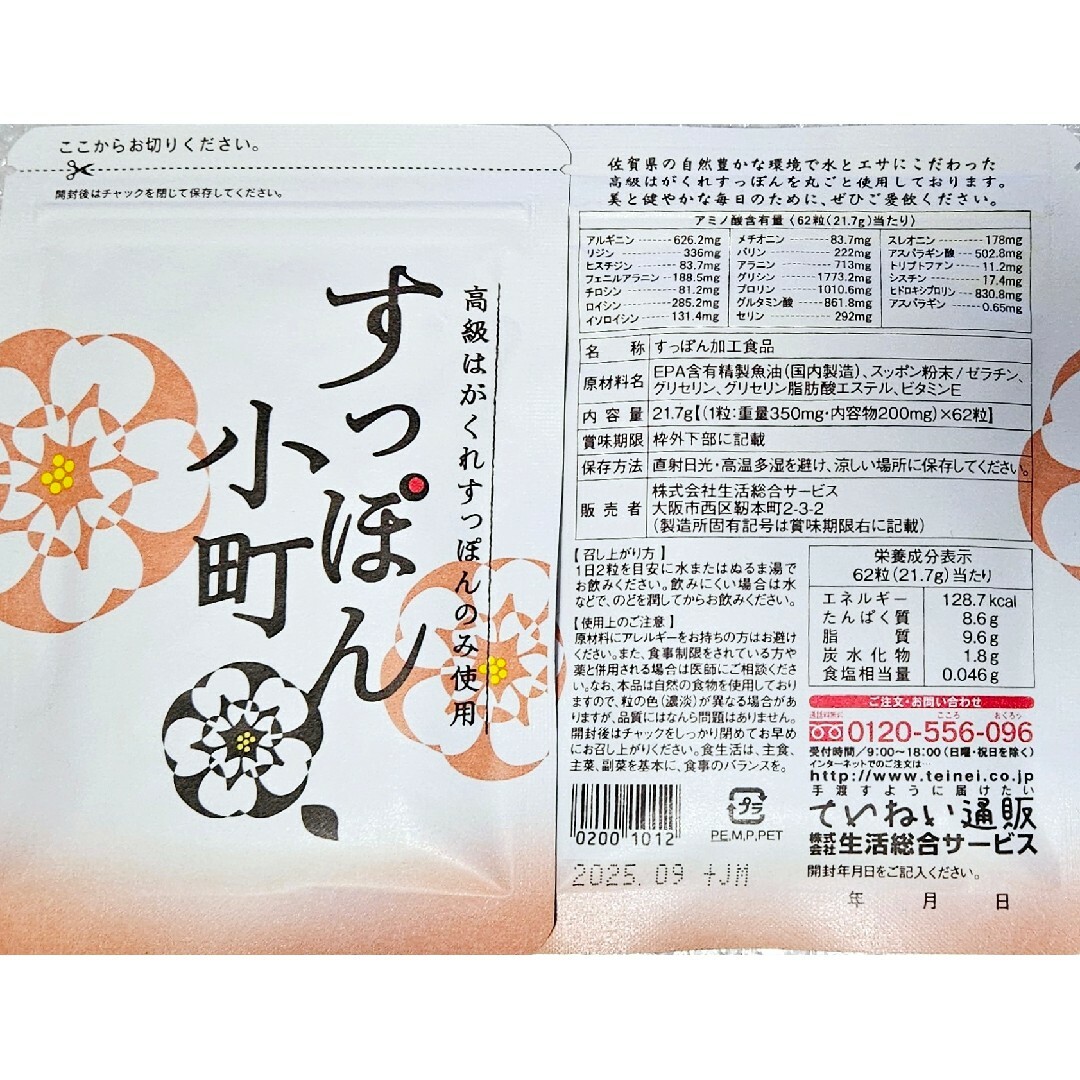 ここからお切りください。
開封後はチャックを閉じて保存してください。
高級はがくれすっぽんのみ使用
すっぽん
小町
佐賀県の自然豊かな環境で水とエサにこだわった
高級はがくれすっぽんを丸ごと使用しております。
美と健やかな毎日のために、ぜひご愛飲ください。
アミノ酸含有量〈62粒(21.7g)当たり〉
アルギニン 626.2mg メチオニン 83.7mg スレオニン 178mg
リジン 336mg バリン 222mg アスパラギン酸 502.8mg
ヒスチジン 83.7mg アラニン 713mg トリプトファン 11.2mg
フェニルアラニン 188.5mg グリシン 1773.2mg シスチン 17.4mg
チロシン 81.2mg プロリン 1010.6mg ヒドロキシプロリン 830.8mg
ロイシン 285.2mg グルタミン酸 861.8mg アスパラギン 0.65mg
イソロイシン 131.4mg セリン 292mg
名称 すっぽん加工食品
原材料名 EPA含有精製魚油(国内製造)、スッポン粉末/ゼラチン、
グリセリン、グリセリン脂肪酸エステル、ビタミンE
内容量 21.7g【(1粒:重量350mg・内容物200mg)×62粒】
賞味期限 枠外下部に記載
保存方法 直射日光・高温多湿を避け、涼しい場所に保存してください。
販売者 株式会社生活総合サービス
大阪市西区靭本町2-3-2
(製造所固有記号は賞味期限右に記載)
【召し上がり方】
1日2粒を目安に水またはぬるま湯で
お飲みください。飲みにくい場合は水
などで、のどを潤してからお飲みください。
【使用上のご注意】
原材料にアレルギーをお持ちの方はお避け
ください。また、食事制限をされている方や
薬と併用される場合は医師にご相談くださ
い。なお、本品は自然の食物を使用しており
ますので、粒の色(濃淡)が異なる場合があ
りますが、品質にはなんら問題はありません。
開封後はチャックをしっかり閉めてお早め
にお召し上がりください。食生活は、主食、
主菜、副菜を基本に、食事のバランスを。
栄養成分表示
62粒(21.7g)当たり
エネルギー 128.7kcal
たんぱく質 8.6g
脂質 9.6g
炭水化物 1.8g
食塩相当量 0.046g
ご注文・お問い合わせ
通話料無料 こころ おくろっ
0120-556-096
受付時間/9:00〜18:00(日曜・祝日を除く)
インターネットでのご注文は…
http://www.teinei.co.jp
手渡すように届けたい
ていねい通販
株式会社生活総合サービス
開封年月日をご記入ください。
年 月 日
0200 1012
プラ
PE,M,P,PET
2025.09 +JM